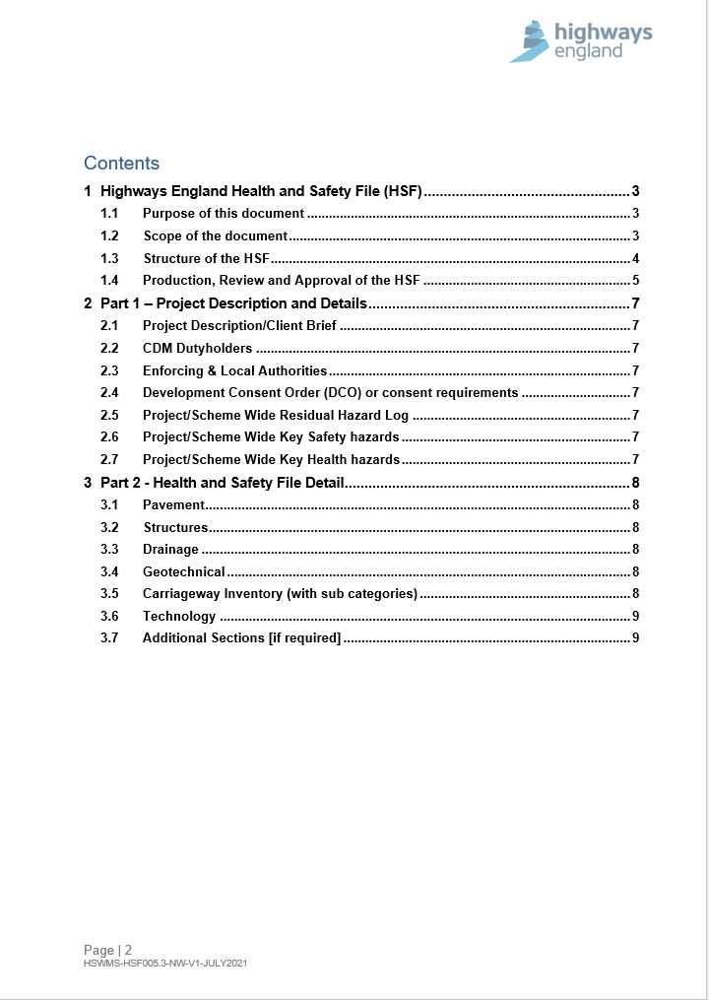 highways
england
Contents
1 Highways England Health and Safety File (HSF)....................................................3
1.1 Purpose of this document ..............................................................................3
1.2 Scope of the document..................................................................................3
1.3 Structure of the HSF......................................................................................4
1.4 Production, Review and Approval of the HSF ..................................................5
2 Part 1 – Project Description and Details.................................................................7
2.1 Project Description/Client Brief ......................................................................7
2.2 CDM Dutyholders ..........................................................................................7
2.3 Enforcing & Local Authorities.........................................................................7
2.4 Development Consent Order (DCO) or consent requirements ..........................7
2.5 Project/Scheme Wide Residual Hazard Log ....................................................7
2.6 Project/Scheme Wide Key Safety hazards.......................................................7
2.7 Project/Scheme Wide Key Health hazards.......................................................7
3 Part 2 - Health and Safety File Detail.....................................................................8
3.1 Pavement......................................................................................................8
3.2 Structures.....................................................................................................8
3.3 Drainage .......................................................................................................8
3.4 Geotechnical.................................................................................................8
3.5 Carriageway Inventory (with sub categories)...................................................8
3.6 Technology ...................................................................................................9
3.7 Additional Sections [if required].....................................................................9
Page | 2
HSWMS-HSF005.3-NW-V1-JULY2021